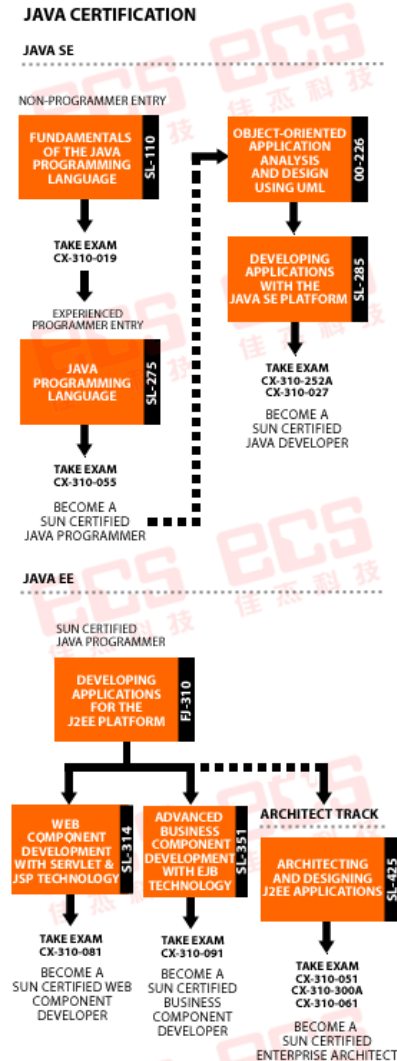 JAVA CERTIFICATION
JAVA SE
NON-PROGRAMMER ENTRY
FUNDAMENTALS
OF THE JAVA
PROGRAMMING
LANGUAGE
SL-110
TAKE EXAM
CX-310-019
EXPERIENCED
PROGRAMMER ENTRY
JAVA
PROGRAMMING
LANGUAGE
SL-275
TAKE EXAM
CX-310-055
BECOME A
SUN CERTIFIED
JAVA PROGRAMMER
OBJECT-ORIENTED
APPLICATION
ANALYSIS
AND DESIGN
USING UML
OO-226
DEVELOPING
APPLICATIONS
WITH THE
JAVA SE PLATFORM
SL-285
TAKE EXAM
CX-310-252A
CX-310-027
BECOME A
SUN CERTIFIED
JAVA DEVELOPER
JAVA EE
SUN CERTIFIED
JAVA PROGRAMMER
DEVELOPING
APPLICATIONS
FOR THE
J2EE PLATFORM
FJ-310
WEB
COMPONENT
DEVELOPMENT
WITH SERVLET &
JSP TECHNOLOGY
SL-314
TAKE EXAM
CX-310-081
BECOME A
SUN CERTIFIED WEB
COMPONENT
DEVELOPER
ADVANCED
BUSINESS
COMPONENT
DEVELOPMENT
WITH EJB
TECHNOLOGY
SL-351
TAKE EXAM
CX-310-091
BECOME A
SUN CERTIFIED
BUSINESS
COMPONENT
DEVELOPER
ARCHITECT TRACK
ARCHITECTING
AND DESIGNING
J2EE APPLICATIONS
SL-425
TAKE EXAM
CX-310-051
CX-310-300A
CX-310-061
BECOME A
SUN CERTIFIED
ENTERPRISE ARCHITECT
ecs ecs
佳杰科技